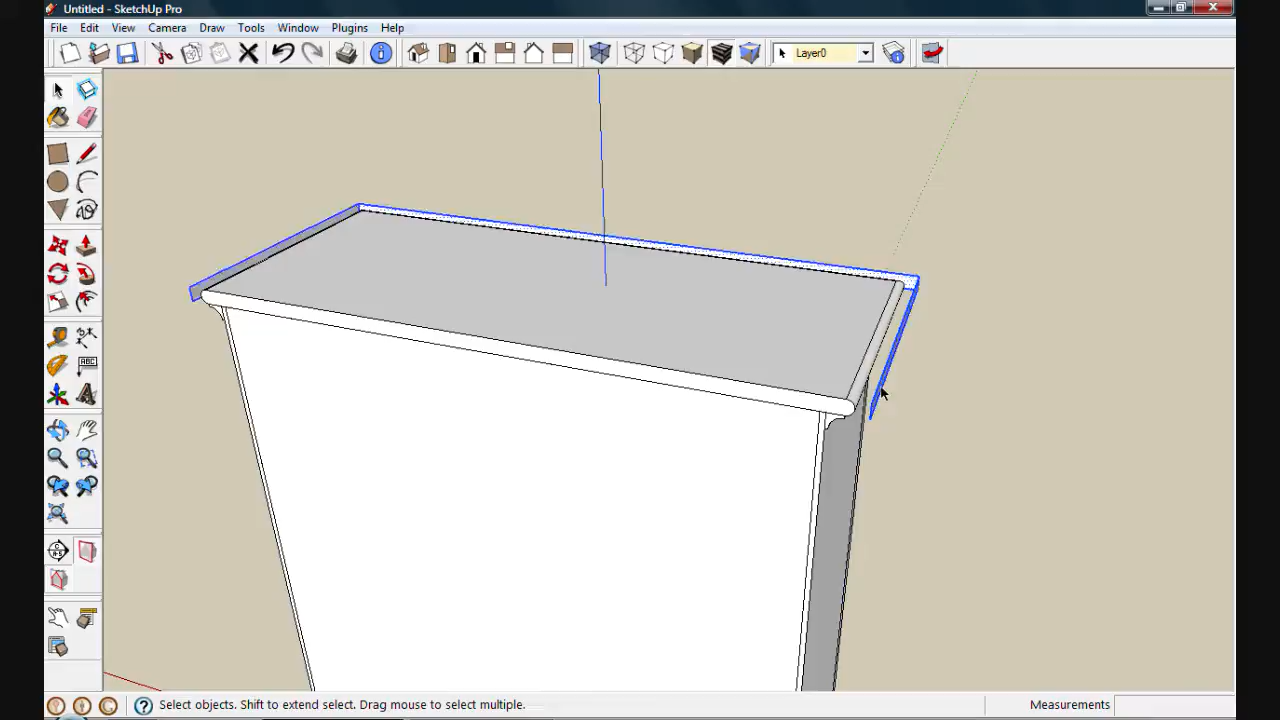 Untitled - SketchUp Pro
File Edit View Camera Draw Tools Window Plugins Help
Layer0
ABC
Select objects. Shift to extend select. Drag mouse to select multiple.
Measurements